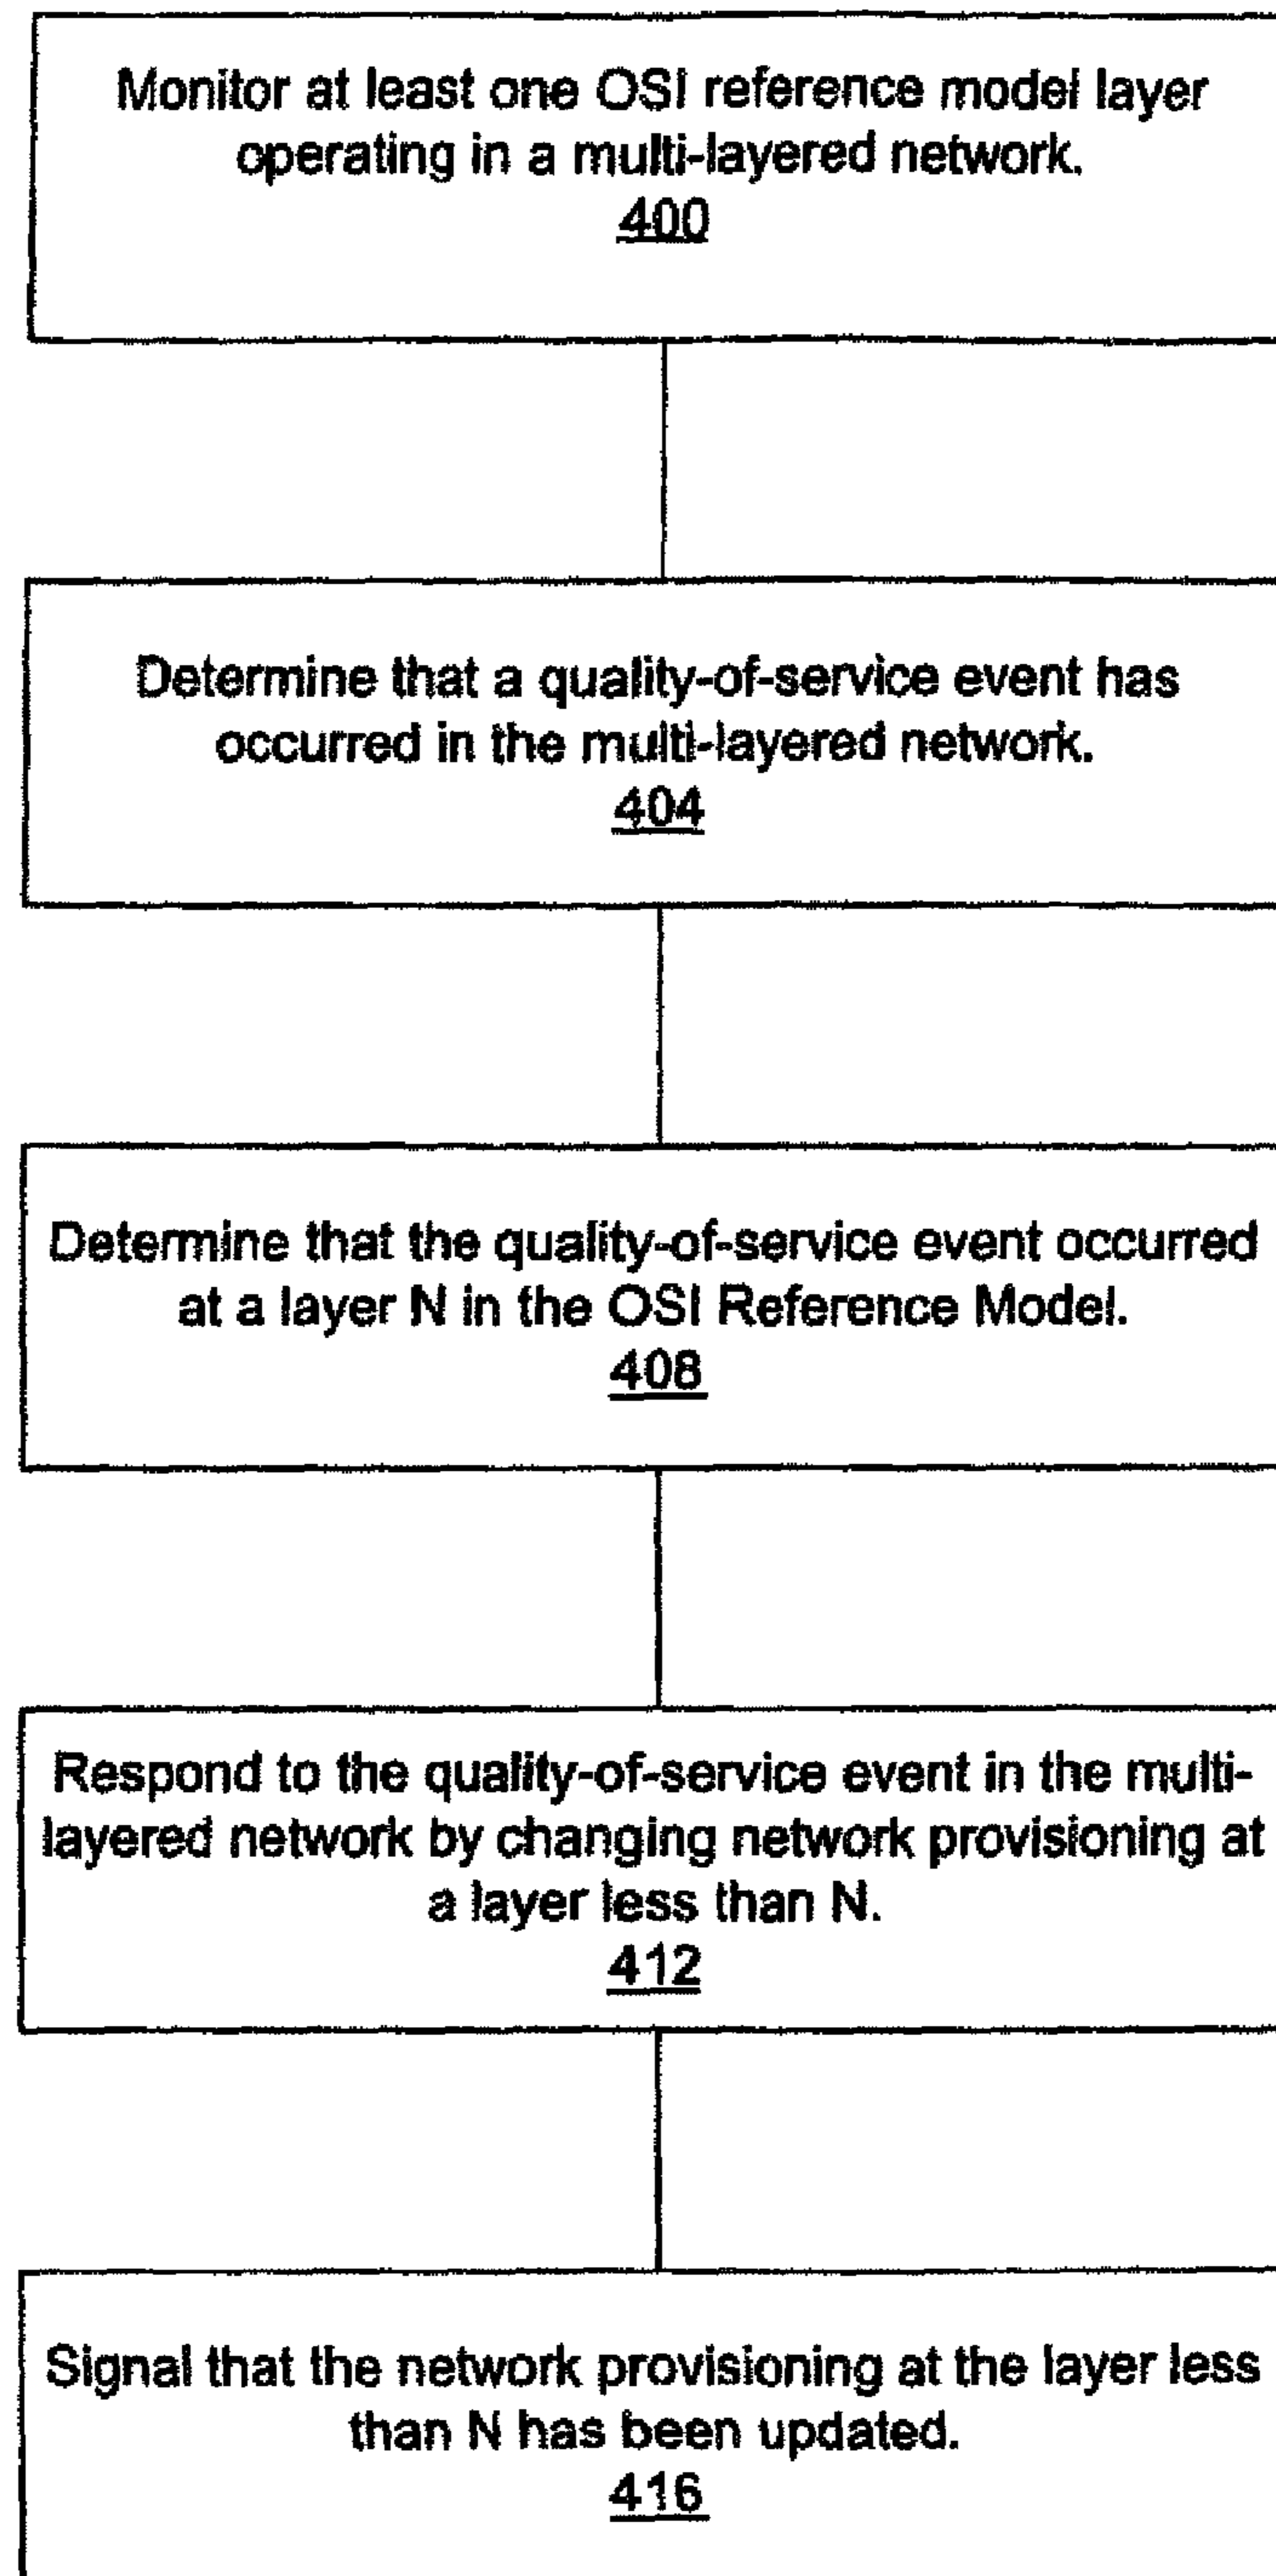 Monitor at least one OSI reference model layer
operating in a multi-layered network.
400
Determine that a quality-of-service event has
occurred in the multi-layered network.
404
Determine that the quality-of-service event occurred
at a layer N in the OSI Reference Model.
408
Respond to the quality-of-service event in the multi-
layered network by changing network provisioning at
a layer less than N.
412
Signal that the network provisioning at the layer less
than N has been updated.
416